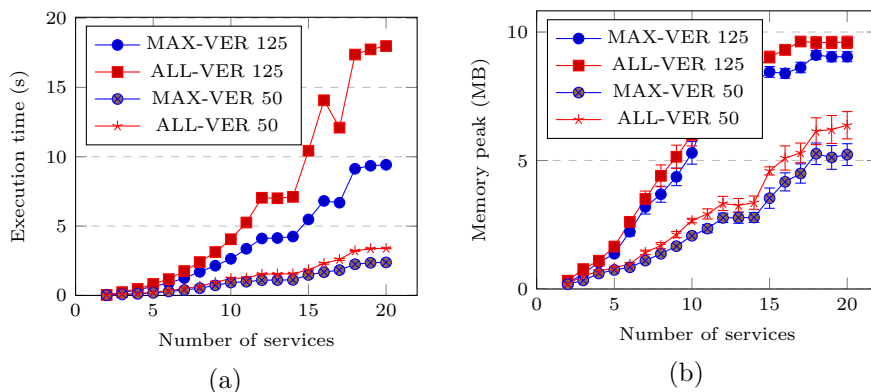 Execution time (s)
20
15
10
5
0
MAX-VER 125
ALL-VER 125
MAX-VER 50
ALL-VER 50
0 5 10 15 20
Number of services
(a)
Memory peak (MB)
10
5
0
MAX-VER 125
ALL-VER 125
MAX-VER 50
ALL-VER 50
0 5 10 15 20
Number of services
(b)